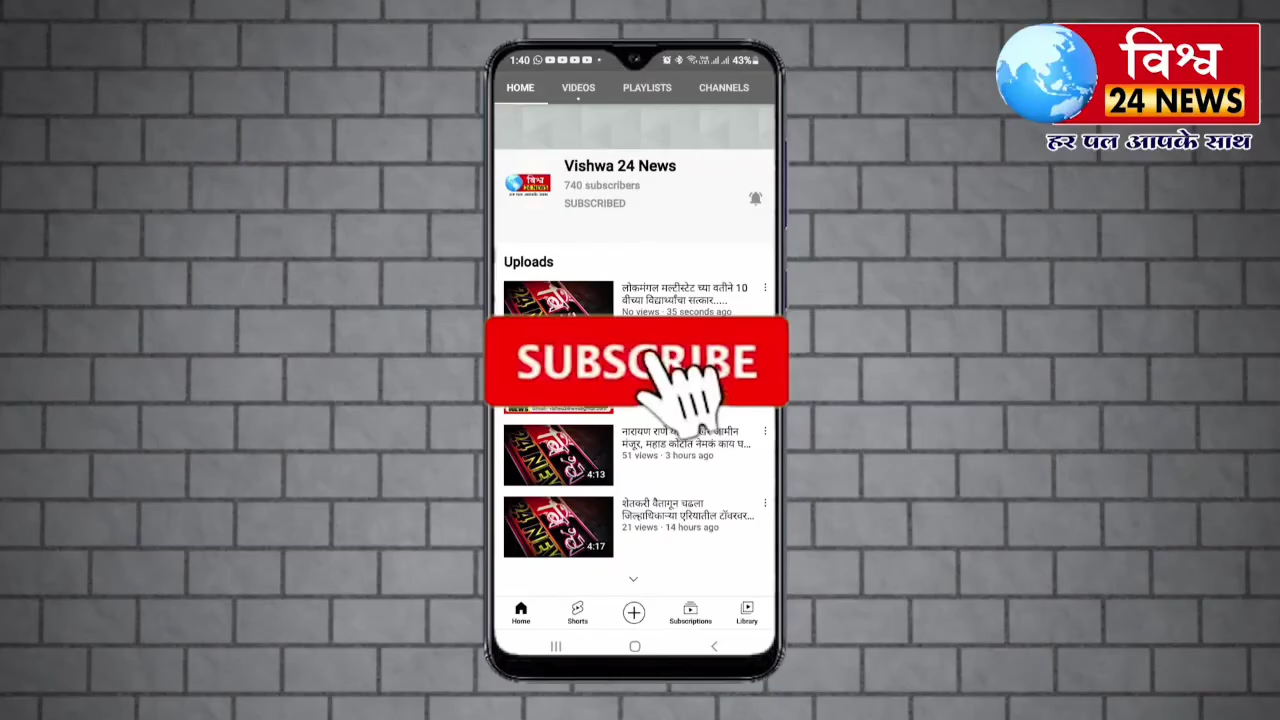 विश्व
24 NEWS
हर पल आपके साथ
1:40
43%
HOME VIDEOS PLAYLISTS CHANNELS
Vishwa 24 News
740 subscribers
SUBSCRIBED
Uploads
लोकमंगल मल्टीस्टेट च्या वतीने 10
वीच्या विद्यार्थ्यांचा सत्कार.....
No views · 35 seconds ago
SUBSCRIBE
नारायण राणे जामीन
मंजूर, महाड कोर्टात नेमकं काय घ...
51 views · 3 hours ago
4:13
शेतकरी वैतागून चढला
जिल्हाधिकाऱ्या एरियातील टॉवरवर...
21 views · 14 hours ago
4:17
Home Shorts Subscriptions Library